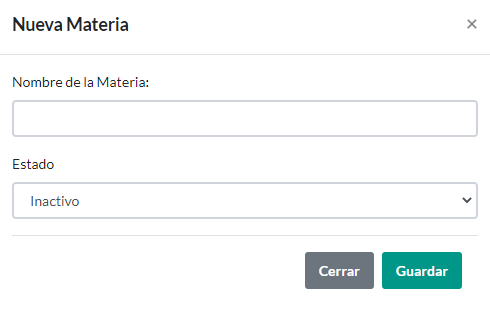 Nueva Materia
×
Nombre de la Materia:
Estado
Inactivo
Cerrar Guardar